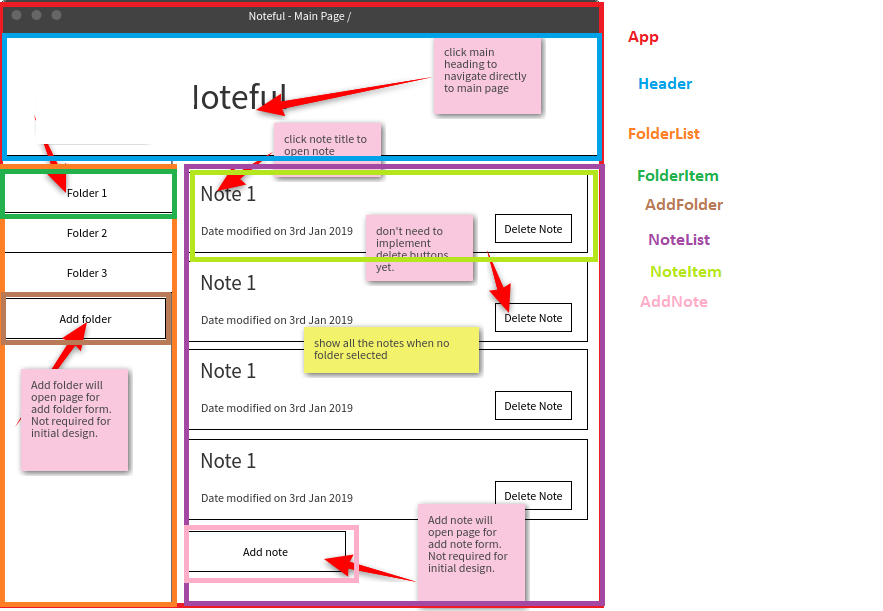 Noteful - Main Page /
loteful
click main
heading to
navigate directly
to main page
click note title to
open note
App
Header
FolderList
FolderItem
AddFolder
NoteList
NoteItem
AddNote
Folder 1
Folder 2
Folder 3
Add folder
Add folder will
open page for
add folder form.
Not required for
initial design.
Note 1
Date modified on 3rd Jan 2019
Delete Note
don't need to
implement
delete buttons
yet.
Note 1
Date modified on 3rd Jan 2019
Delete Note
show all the notes when no
folder selected
Note 1
Date modified on 3rd Jan 2019
Delete Note
Note 1
Date modified on 3rd Jan 2019
Delete Note
Add note
Add note will
open page for
add note form.
Not required for
initial design.